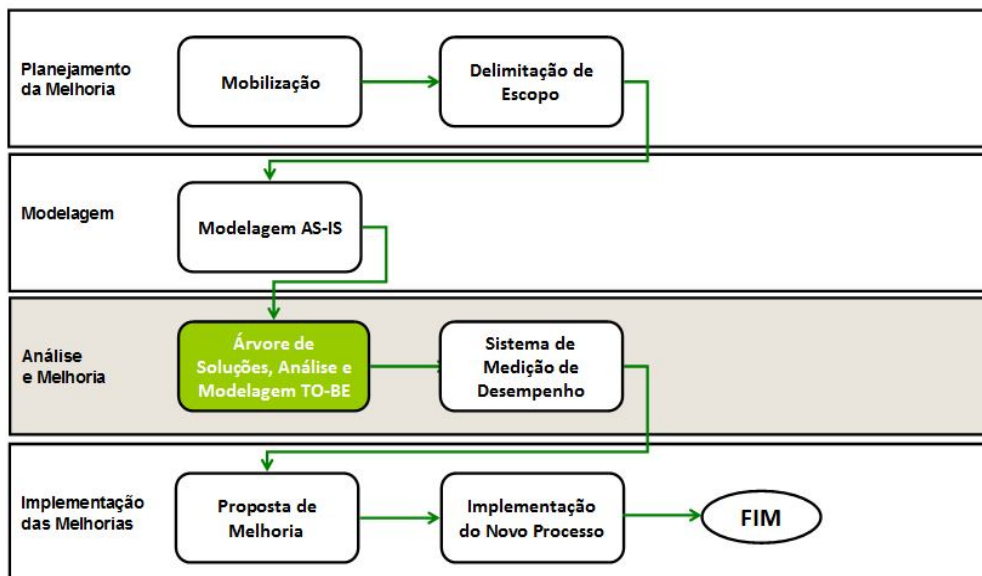 Planejamento
da Melhoria
Mobilização
Delimitação de
Escopo
Modelagem
Modelagem AS-IS
Análise
e Melhoria
Árvore de
Soluções, Análise e
Modelagem TO-BE
Sistema de
Medição de
Desempenho
Implementação
das Melhorias
Proposta de
Melhoria
Implementação
do Novo Processo
FIM